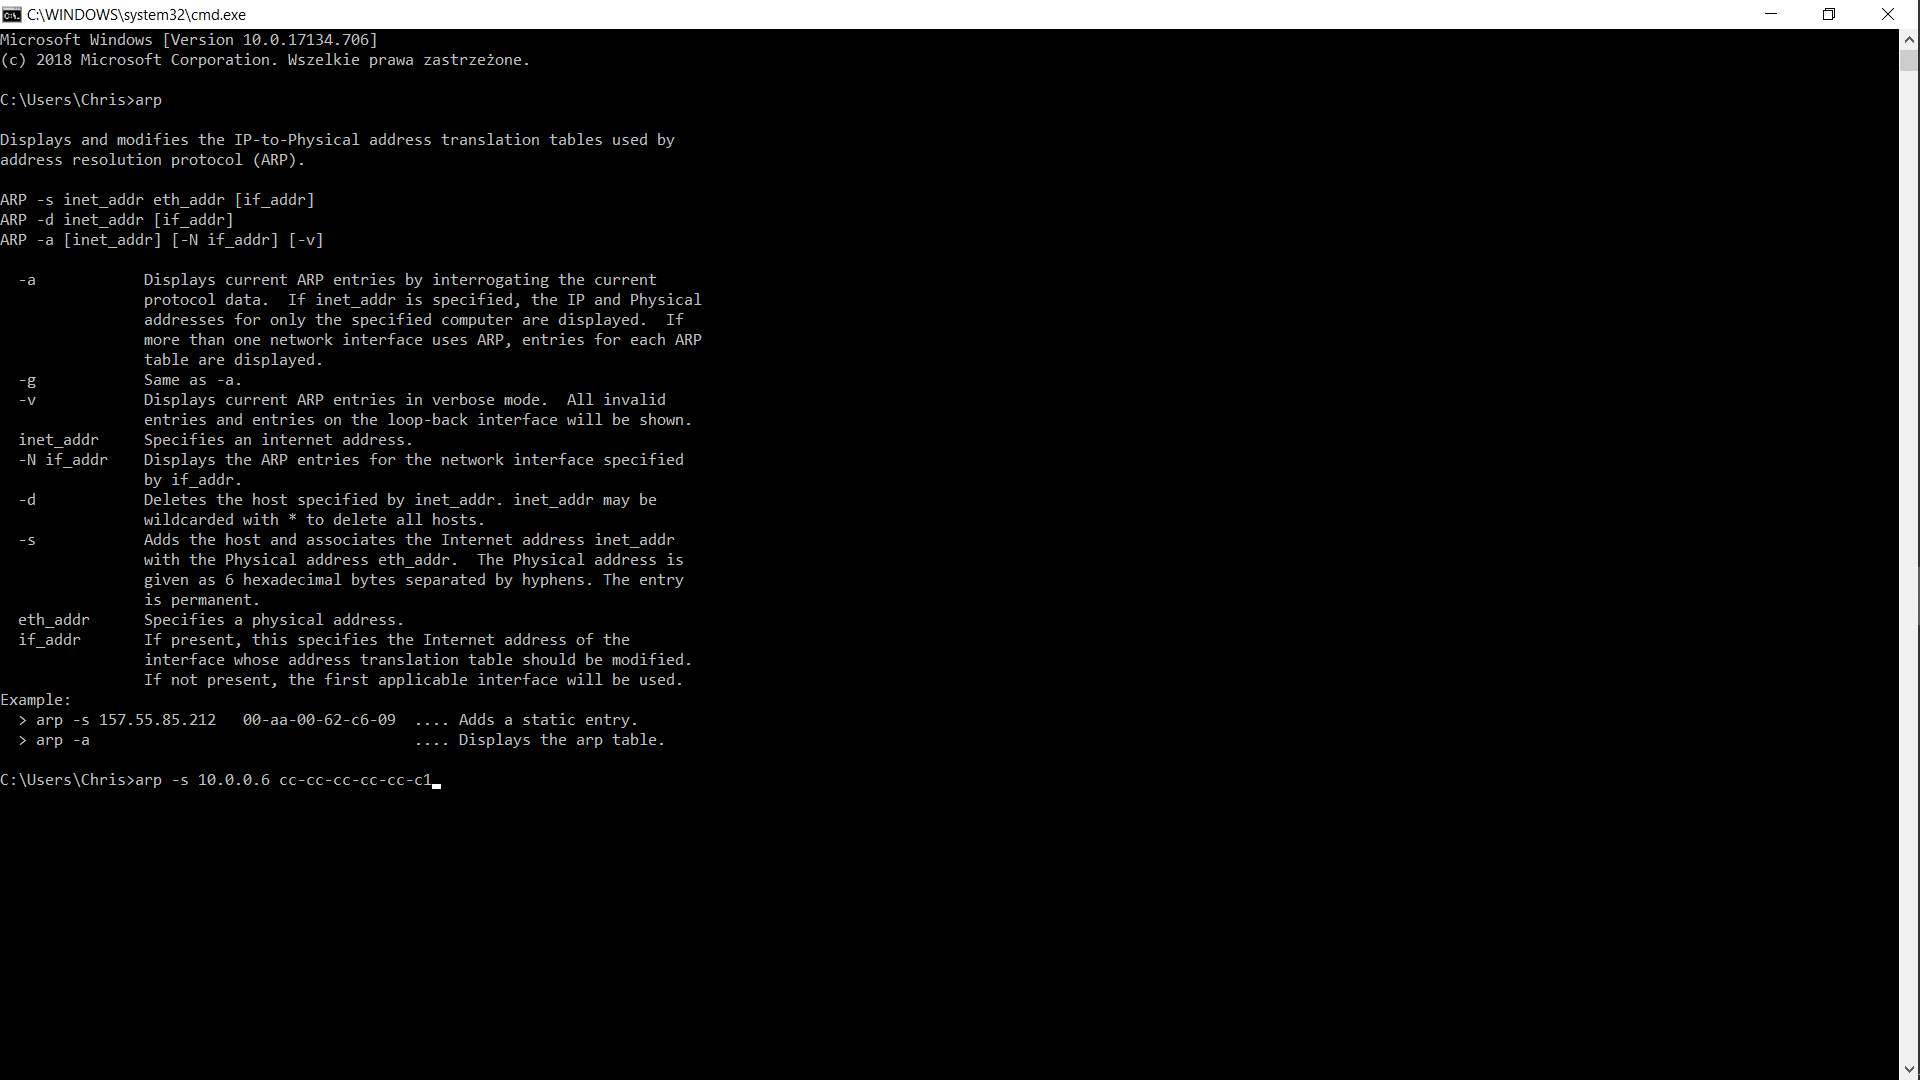 C:\WINDOWS\system32\cmd.exe
Microsoft Windows [Version 10.0.17134.706]
(c) 2018 Microsoft Corporation. Wszelkie prawa zastrzeżone.
C:\Users\Chris>arp
Displays and modifies the IP-to-Physical address translation tables used by
address resolution protocol (ARP).
ARP -s inet_addr eth_addr [if_addr]
ARP -d inet_addr [if_addr]
ARP -a [inet_addr] [-N if_addr] [-v]
  -a            Displays current ARP entries by interrogating the current
                protocol data.  If inet_addr is specified, the IP and Physical
                addresses for only the specified computer are displayed.  If
                more than one network interface uses ARP, entries for each ARP
                table are displayed.
  -g            Same as -a.
  -v            Displays current ARP entries in verbose mode.  All invalid
                entries and entries on the loop-back interface will be shown.
  inet_addr     Specifies an internet address.
  -N if_addr    Displays the ARP entries for the network interface specified
                by if_addr.
  -d            Deletes the host specified by inet_addr. inet_addr may be
                wildcarded with * to delete all hosts.
  -s            Adds the host and associates the Internet address inet_addr
                with the Physical address eth_addr.  The Physical address is
                given as 6 hexadecimal bytes separated by hyphens. The entry
                is permanent.
  eth_addr      Specifies a physical address.
  if_addr       If present, this specifies the Internet address of the
                interface whose address translation table should be modified.
                If not present, the first applicable interface will be used.
Example:
  > arp -s 157.55.85.212   00-aa-00-62-c6-09  .... Adds a static entry.
  > arp -a                                    .... Displays the arp table.
C:\Users\Chris>arp -s 10.0.0.6 cc-cc-cc-cc-cc-c1